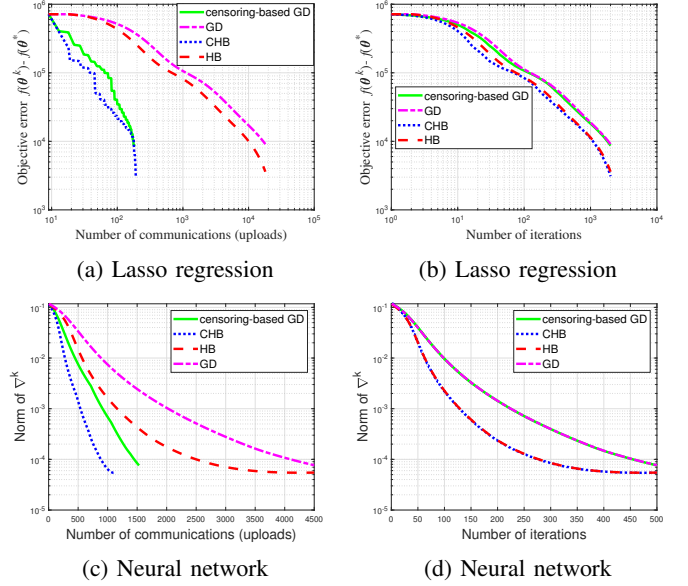 censoring-based GD
GD
CHB
HB
10^6
10^5
10^4
10^3
Objective error f(θ^k)- f(θ*)
10^1
10^2
10^3
10^4
10^5
Number of communications (uploads)
(a) Lasso regression
10^6
10^5
10^4
10^3
Objective error f(θ^k)- f(θ*)
censoring-based GD
GD
CHB
HB
10^0
10^1
10^2
10^3
10^4
Number of iterations
(b) Lasso regression
censoring-based GD
CHB
HB
GD
10^-1
10^-2
10^-3
10^-4
10^-5
Norm of ∇^k
0 500 1000 1500 2000 2500 3000 3500 4000 4500
Number of communications (uploads)
(c) Neural network
censoring-based GD
CHB
HB
GD
10^-1
10^-2
10^-3
10^-4
10^-5
Norm of ∇^k
0 50 100 150 200 250 300 350 400 450 500
Number of iterations
(d) Neural network